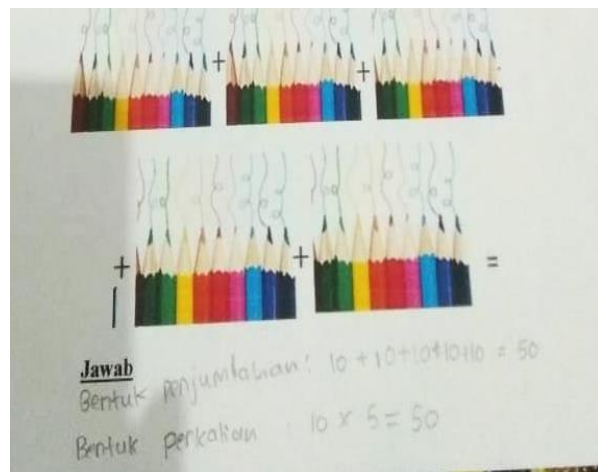 + +
+ + =
Jawab
Bentuk penjumlahan : 10 + 10 + 10 + 10 + 10 = 50
Bentuk perkalian : 10 x 5 = 50